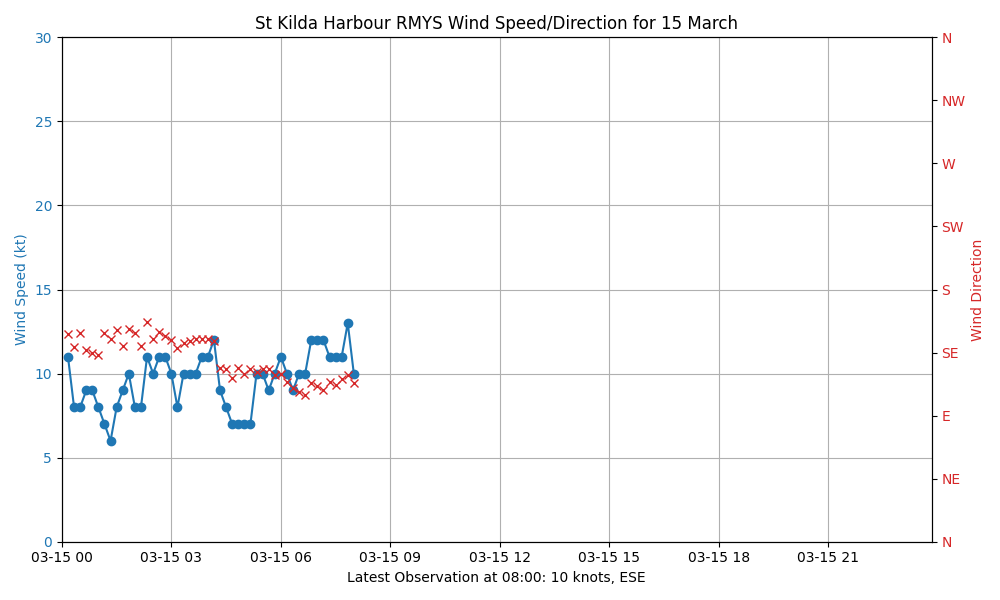 St Kilda Harbour RMYS Wind Speed/Direction for 15 March
30
25
20
15
10
5
0
Wind Speed (kt)
N
NW
W
SW
S
SE
E
NE
N
Wind Direction
03-15 00
03-15 03
03-15 06
03-15 09
03-15 12
03-15 15
03-15 18
03-15 21
Latest Observation at 08:00: 10 knots, ESE